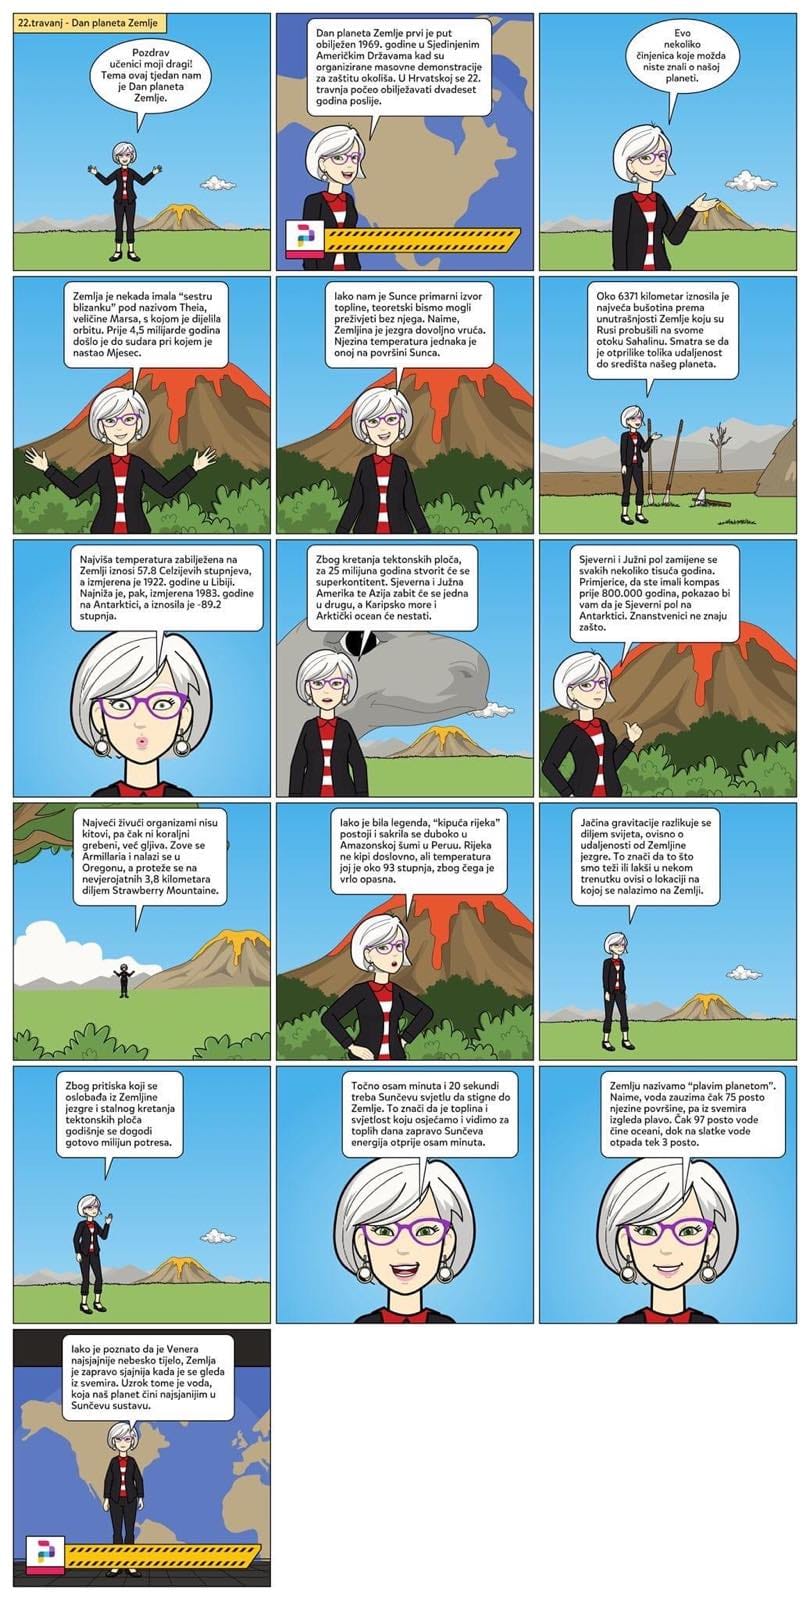 22.travanj - Dan planeta Zemlje
Pozdrav
učenici moji dragi!
Tema ovaj tjedan nam
je Dan planeta
Zemlje.
Dan planeta Zemlje prvi je put
obilježen 1969. godine u Sjedinjenim
Američkim Državama kad su
organizirane masovne demonstracije
za zaštitu okoliša. U Hrvatskoj se 22.
travnja počeo obilježavati dvadeset
godina poslije.
Evo
nekoliko
činjenica koje možda
niste znali o našoj
planeti.
Zemlja je nekada imala “sestru
blizanku” pod nazivom Theia,
veličine Marsa, s kojom je dijelila
orbitu. Prije 4,5 milijarde godina
došlo je do sudara pri kojem je
nastao Mjesec.
Iako nam je Sunce primarni izvor
topline, teoretski bismo mogli
preživjeti bez njega. Naime,
Zemljina je jezgra dovoljno vruća.
Njezina temperatura jednaka je
onoj na površini Sunca.
Oko 6371 kilometar iznosila je
najveća bušotina prema
unutrašnjosti Zemlje koju su
Rusi probušili na svome
otoku Sahalinu. Smatra se da
je otprilike tolika udaljenost
do središta našeg planeta.
Najviša temperatura zabilježena na
Zemlji iznosi 57.8 Celzijevih stupnjeva,
a izmjerena je 1922. godine u Libiji.
Najniža je, pak, izmjerena 1983. godine
na Antarktici, a iznosila je -89.2
stupnja.
Zbog kretanja tektonskih ploča,
za 25 milijuna godina stvorit će se
superkontitent. Sjeverna i Južna
Amerika te Azija zabit će se jedna
u drugu, a Karipsko more i
Arktički ocean će nestati.
Sjeverni i Južni pol zamijene se
svakih nekoliko tisuća godina.
Primjerice, da ste imali kompas
prije 800.000 godina, pokazao bi
vam da je Sjeverni pol na
Antarktici. Znanstvenici ne znaju
zašto.
Najveći živući organizami nisu
kitovi, pa čak ni koraljni
grebeni, već gljiva. Zove se
Armillaria i nalazi se u
Oregonu, a proteže se na
nevjerojatnih 3,8 kilometara
diljem Strawberry Mountaine.
Iako je bila legenda, “kipuća rijeka”
postoji i sakrila se duboko u
Amazonskoj šumi u Peruu. Rijeka
ne kipi doslovno, ali temperatura
joj je oko 93 stupnja, zbog čega je
vrlo opasna.
Jačina gravitacije razlikuje se
diljem svijeta, ovisno o
udaljenosti od Zemljine
jezgre. To znači da to što
smo teži ili lakši u nekom
trenutku ovisi o lokaciji na
kojoj se nalazimo na Zemlji.
Zbog pritiska koji se
oslobađa iz Zemljine
jezgre i stalnog kretanja
tektonskih ploča
godišnje se dogodi
gotovo milijun potresa.
Točno osam minuta i 20 sekundi
treba Sunčevu svjetlu da stigne do
Zemlje. To znači da je toplina i
svjetlost koju osjećamo i vidimo za
toplih dana zapravo Sunčeva
energija otprije osam minuta.
Zemlju nazivamo “plavim planetom”.
Naime, voda zauzima čak 75 posto
njezine površine, pa iz svemira
izgleda plavo. Čak 97 posto vode
čine oceani, dok na slatke vode
otpada tek 3 posto.
Iako je poznato da je Venera
najsjajnije nebesko tijelo, Zemlja
je zapravo sjajnija kada je se gleda
iz svemira. Uzrok tome je voda,
koja naš planet čini najsjanijim u
Sunčevu sustavu.